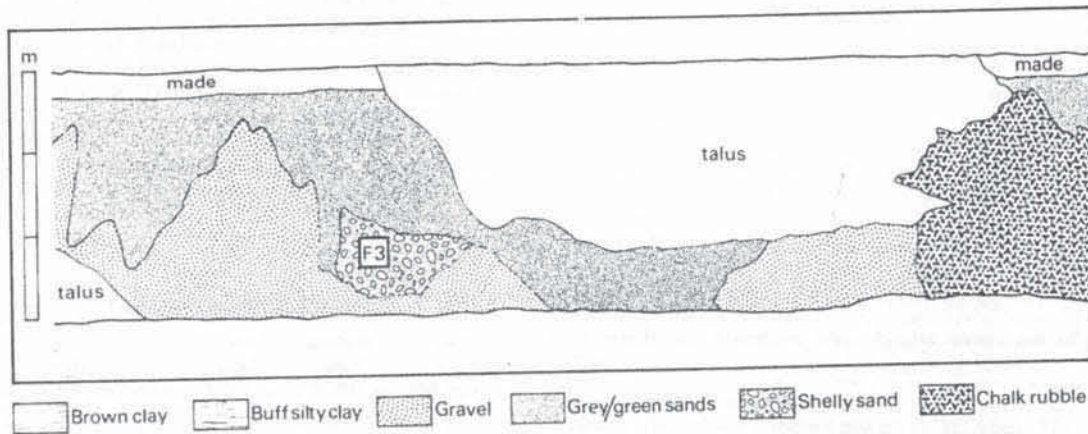 m
made
made
talus
F3
talus
Brown clay
Buff silty clay
Gravel
Grey/green sands
Shelly sand
Chalk rubble